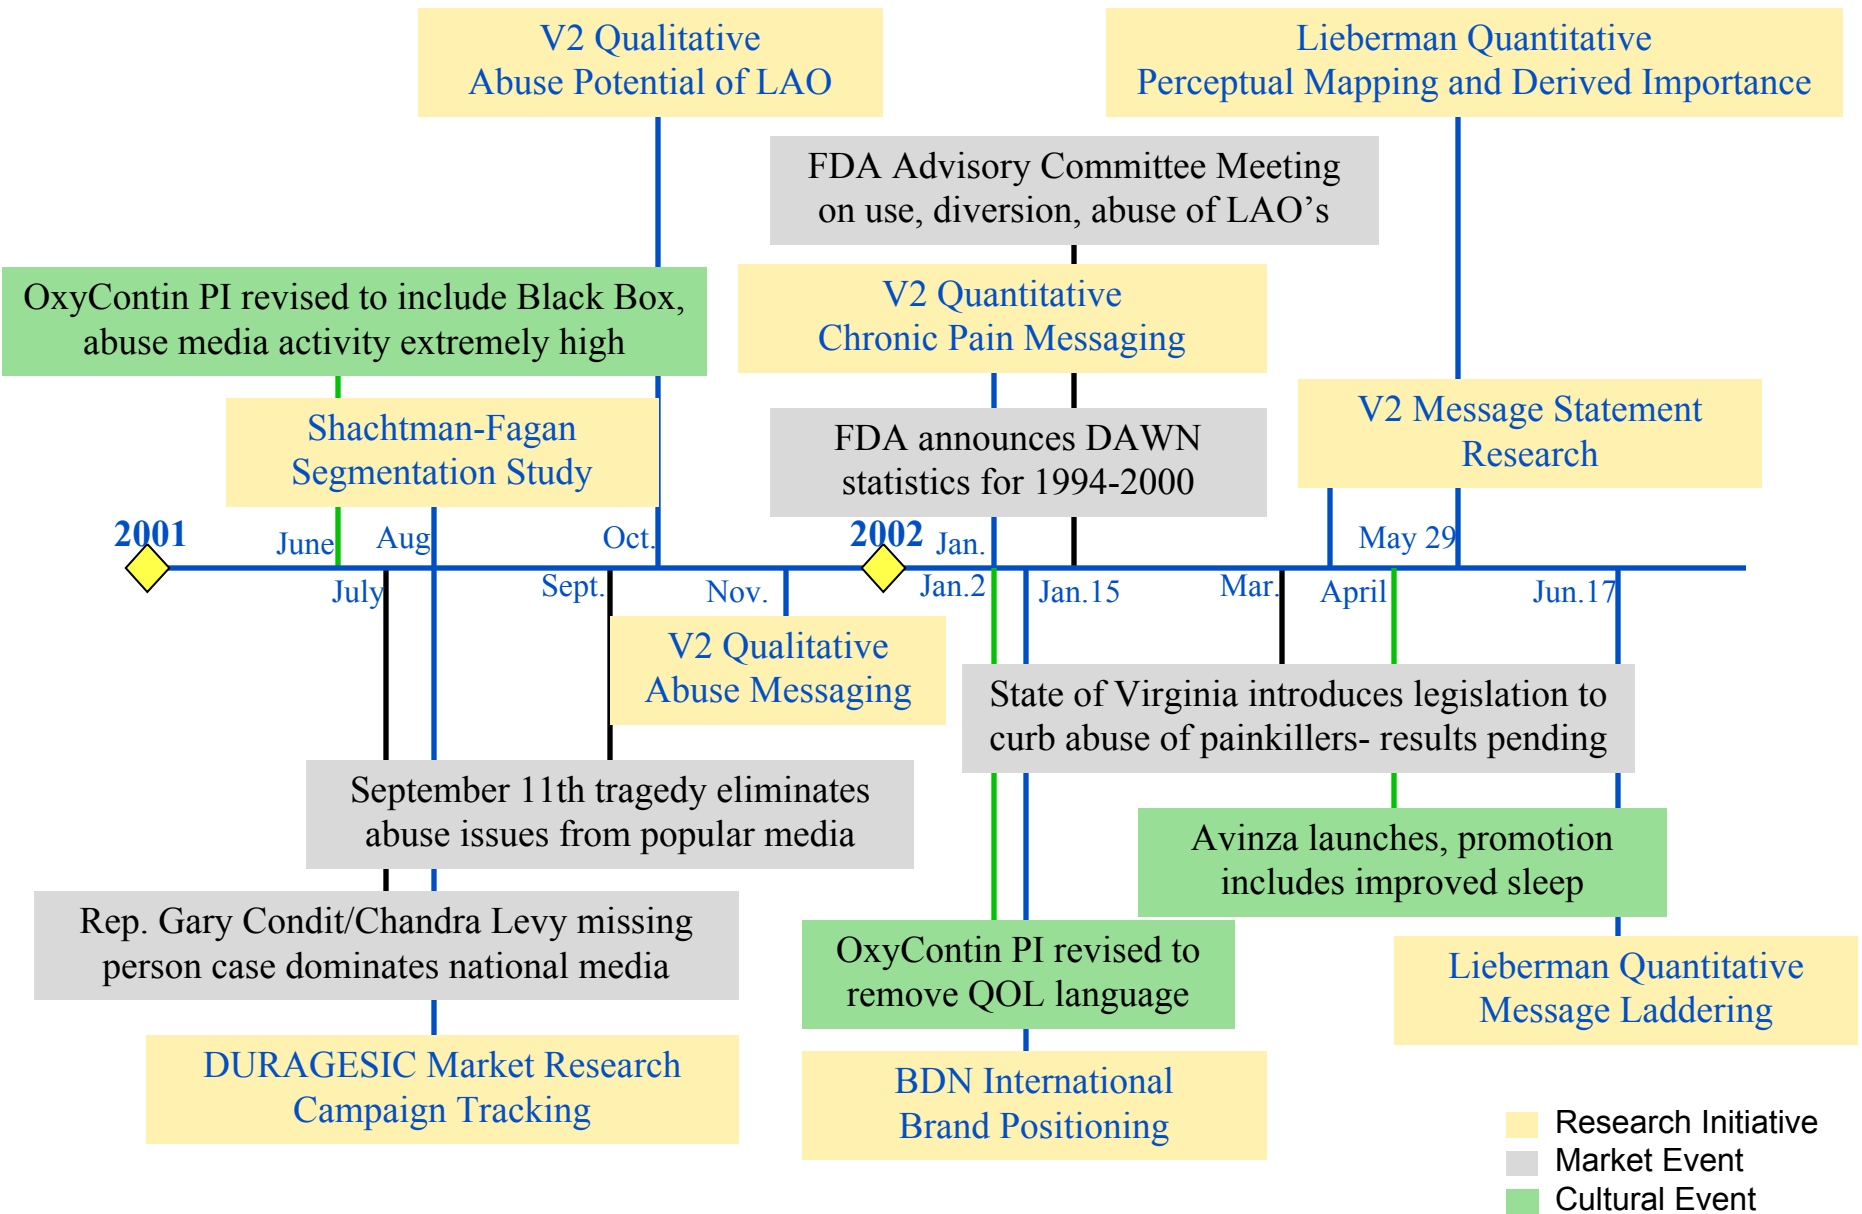 V2 Qualitative
Abuse Potential of LAO
Lieberman Quantitative
Perceptual Mapping and Derived Importance
FDA Advisory Committee Meeting
on use, diversion, abuse of LAO’s
OxyContin PI revised to include Black Box,
abuse media activity extremely high
V2 Quantitative
Chronic Pain Messaging
Shachtman-Fagan
Segmentation Study
FDA announces DAWN
statistics for 1994-2000
V2 Message Statement
Research
2001
June
Aug
Oct.
2002
Jan.
May 29
July
Sept.
Nov.
Jan.2
Jan.15
Mar.
April
Jun.17
V2 Qualitative
Abuse Messaging
State of Virginia introduces legislation to
curb abuse of painkillers- results pending
September 11th tragedy eliminates
abuse issues from popular media
Avinza launches, promotion
includes improved sleep
Rep. Gary Condit/Chandra Levy missing
person case dominates national media
OxyContin PI revised to
remove QOL language
Lieberman Quantitative
Message Laddering
DURAGESIC Market Research
Campaign Tracking
BDN International
Brand Positioning
Research Initiative
Market Event
Cultural Event